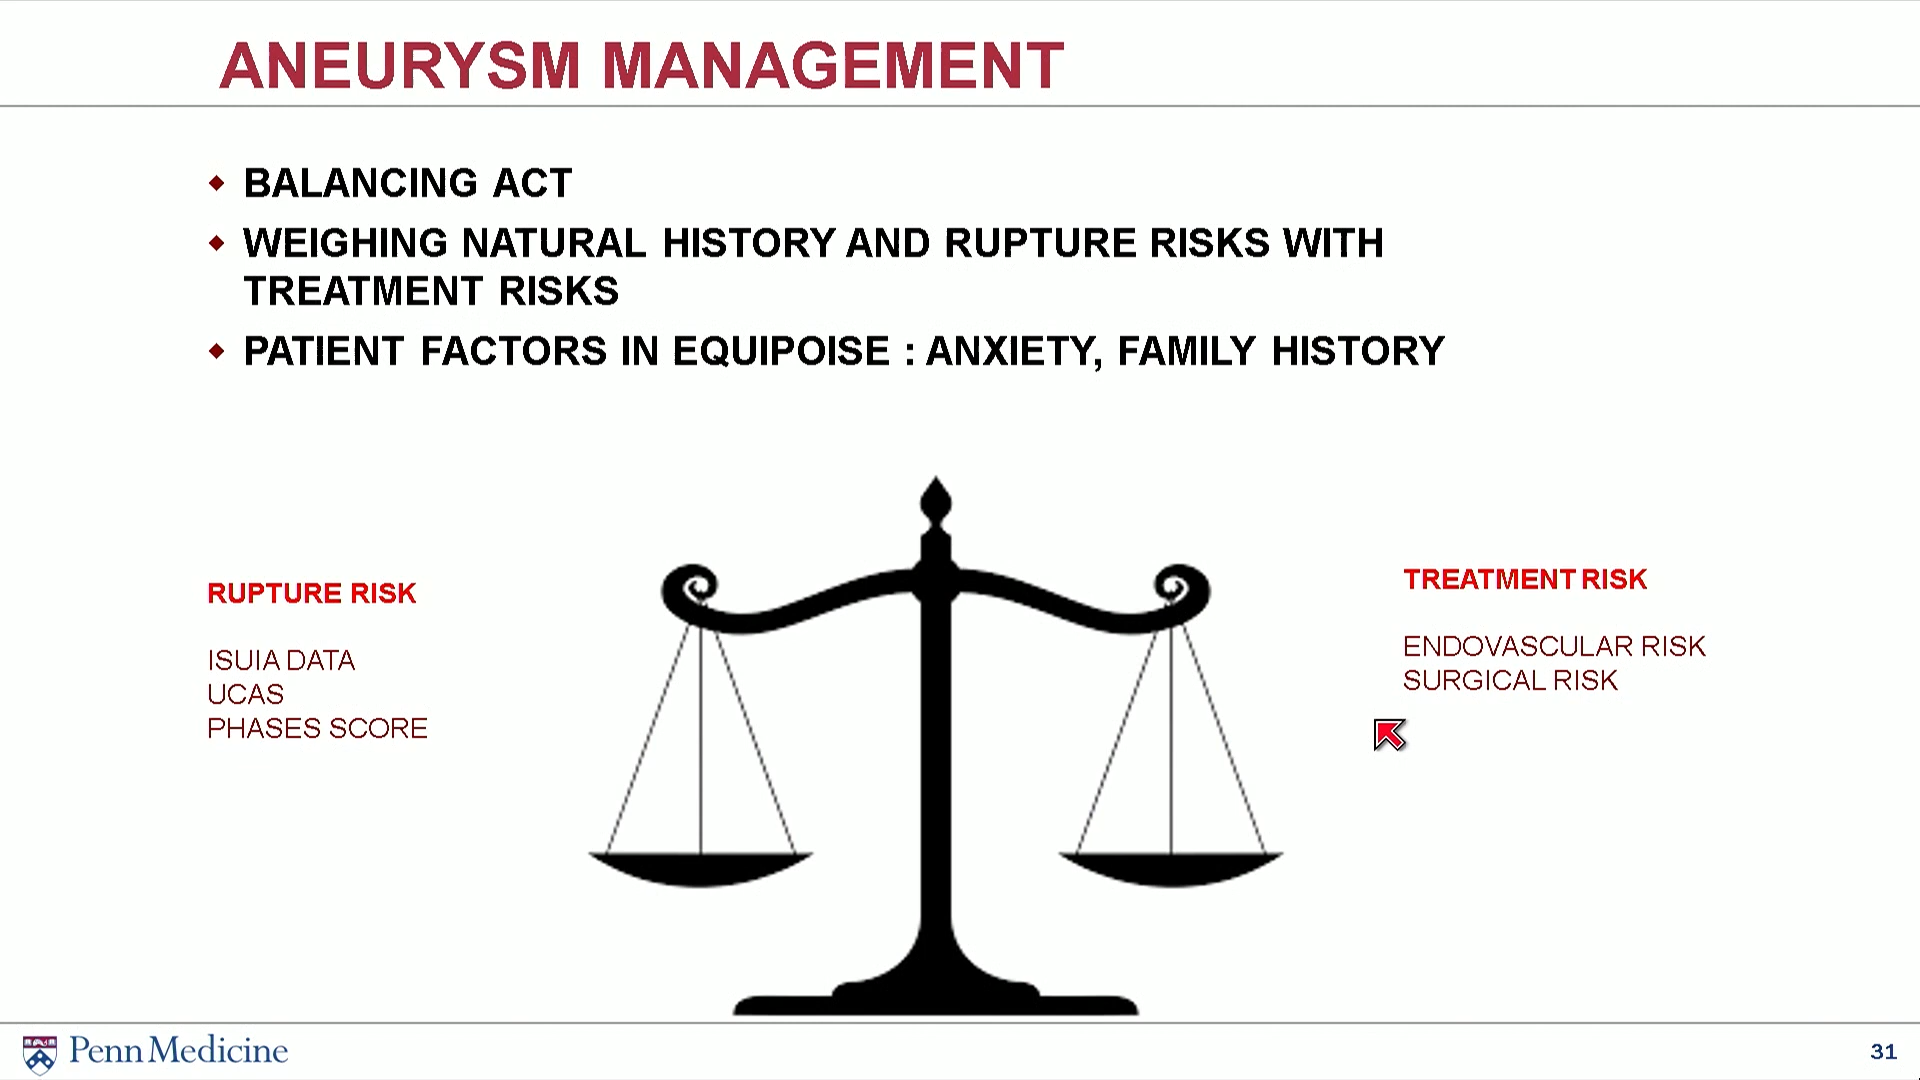 ANEURYSM MANAGEMENT
BALANCING ACT
WEIGHING NATURAL HISTORY AND RUPTURE RISKS WITH
TREATMENT RISKS
PATIENT FACTORS IN EQUIPOISE : ANXIETY, FAMILY HISTORY
RUPTURE RISK
ISUIA DATA
UCAS
PHASES SCORE
TREATMENT RISK
ENDOVASCULAR RISK
SURGICAL RISK
Penn Medicine
31